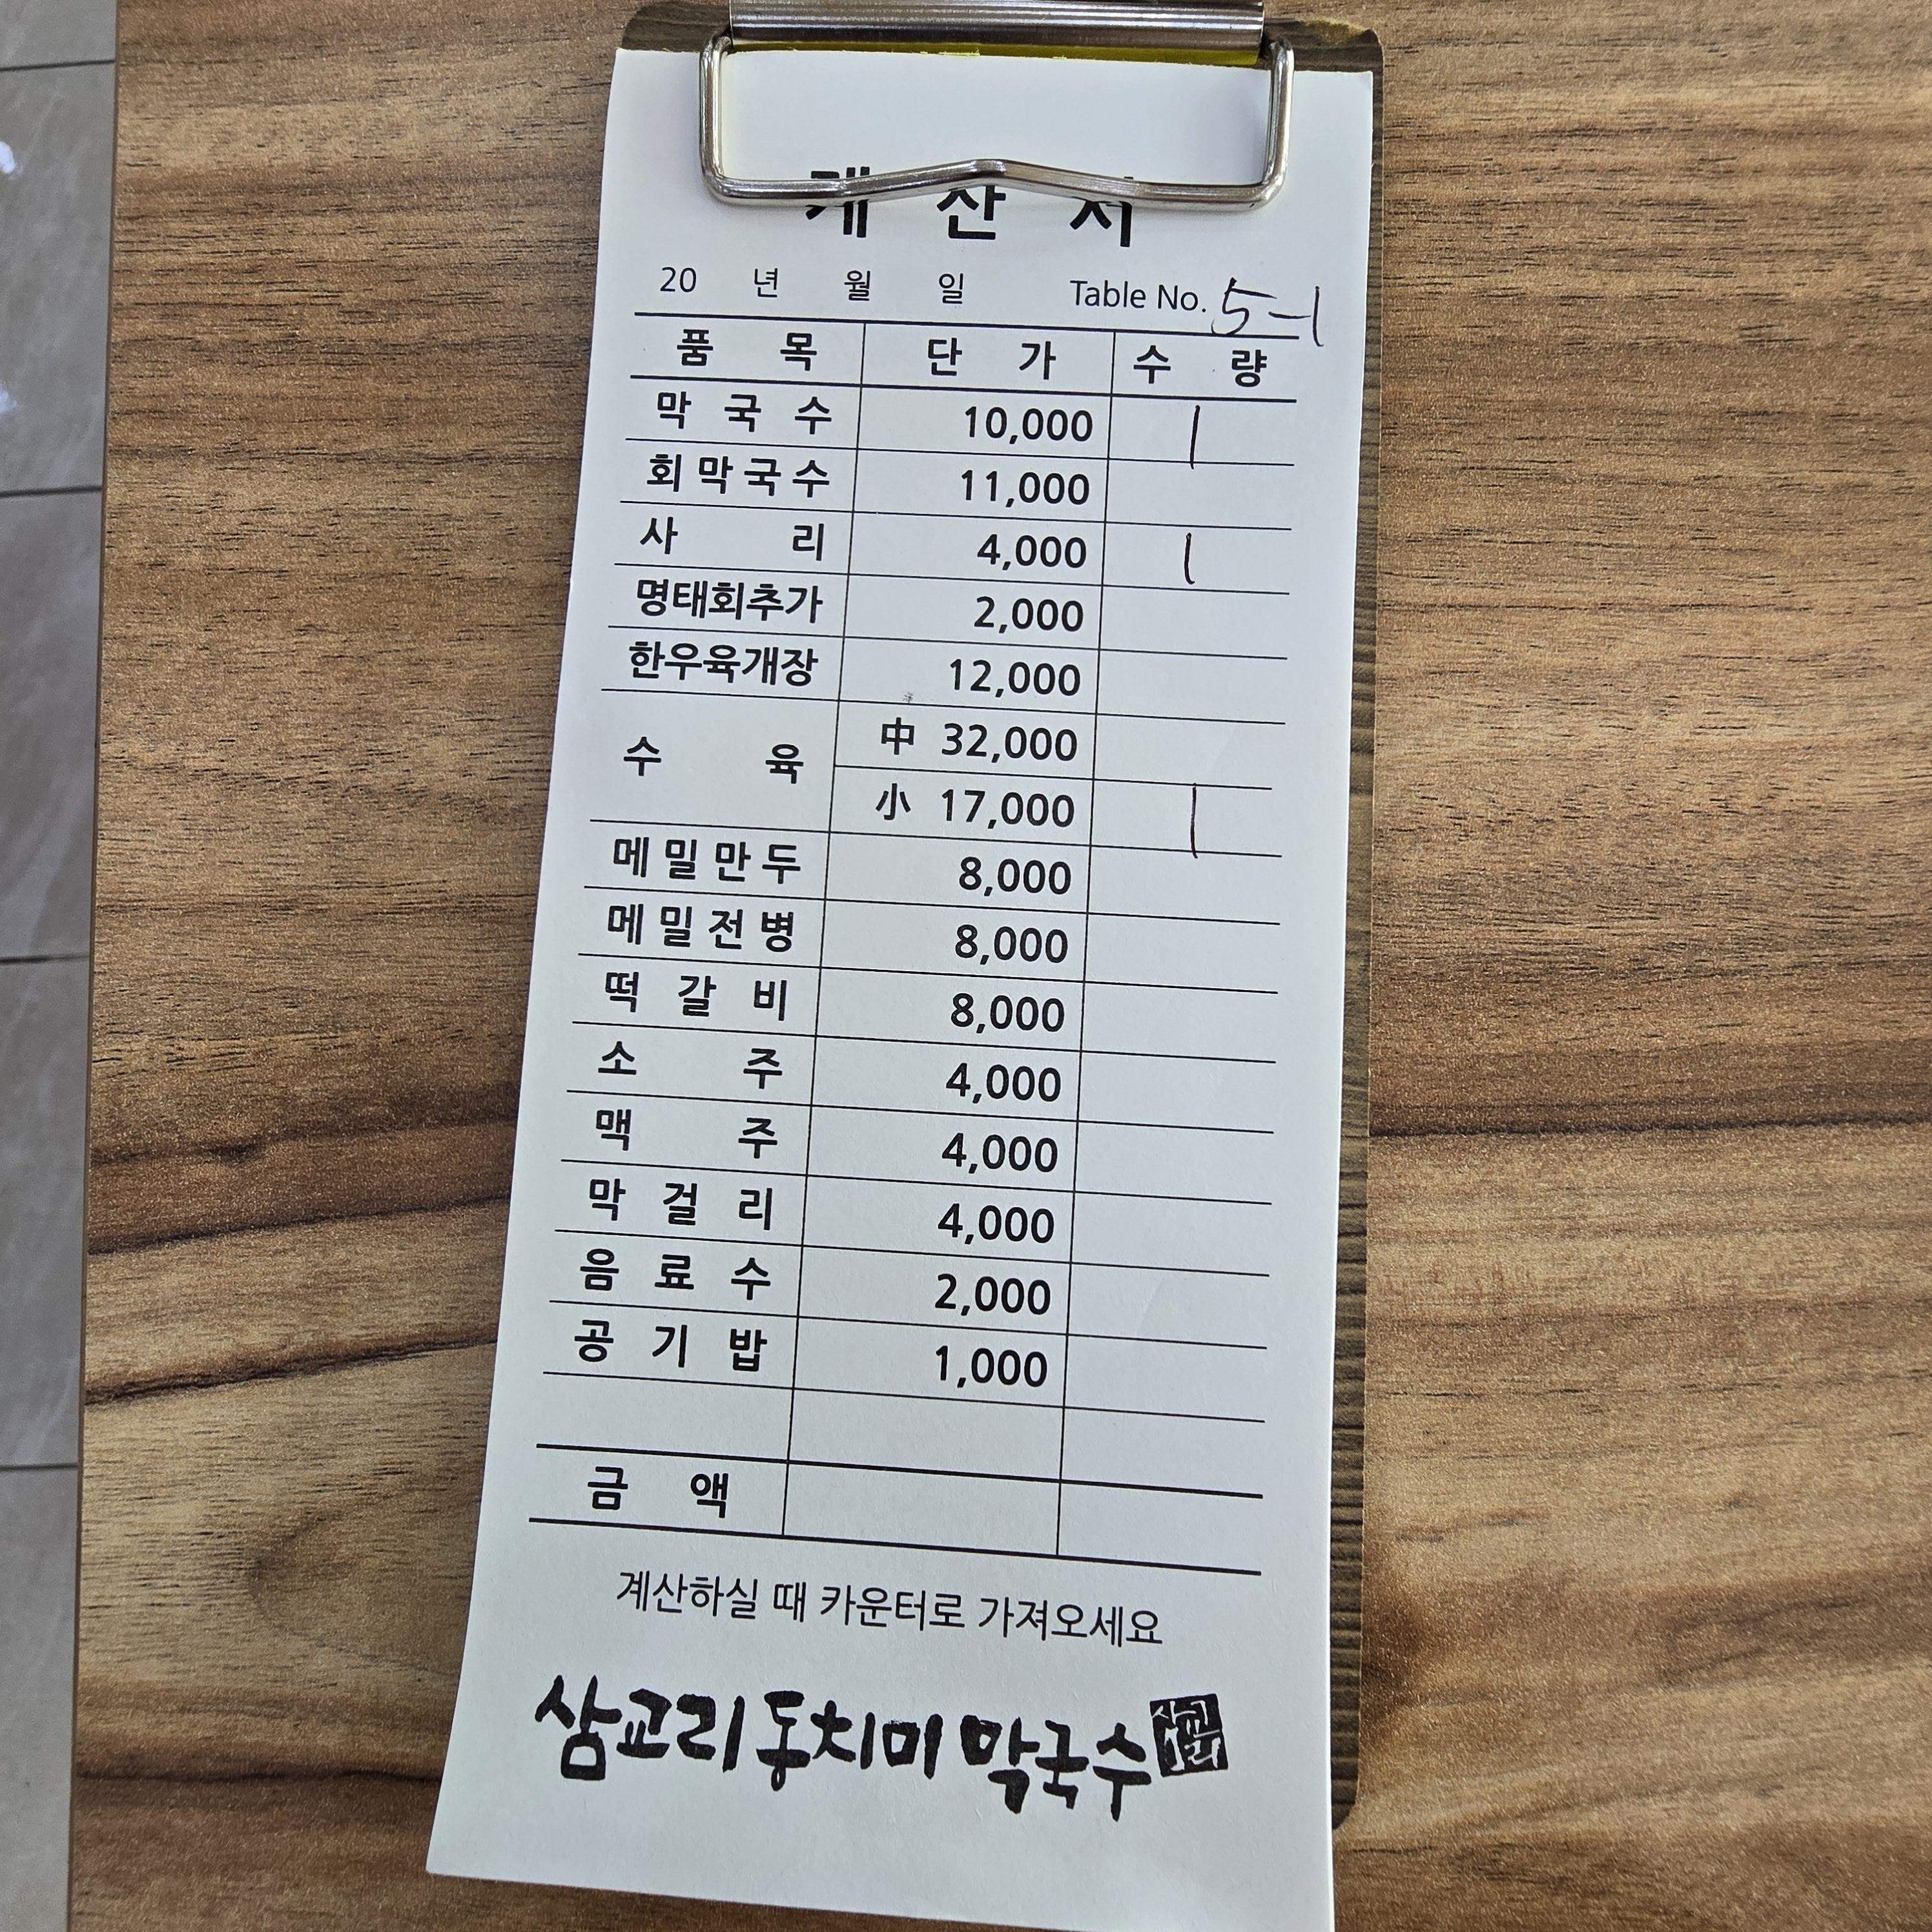 계 산 서
20 년 월 일 Table No. 5-1
품 목 단 가 수 량
막 국 수 10,000 1
회 막 국 수 11,000
사 리 4,000 1
명태회추가 2,000
한우육개장 12,000
수 육 中 32,000
小 17,000 1
메 밀 만 두 8,000
메 밀 전 병 8,000
떡 갈 비 8,000
소 주 4,000
맥 주 4,000
막 걸 리 4,000
음 료 수 2,000
공 기 밥 1,000
금 액
계산하실 때 카운터로 가져오세요
삼교리동치미 막국수 삼교리